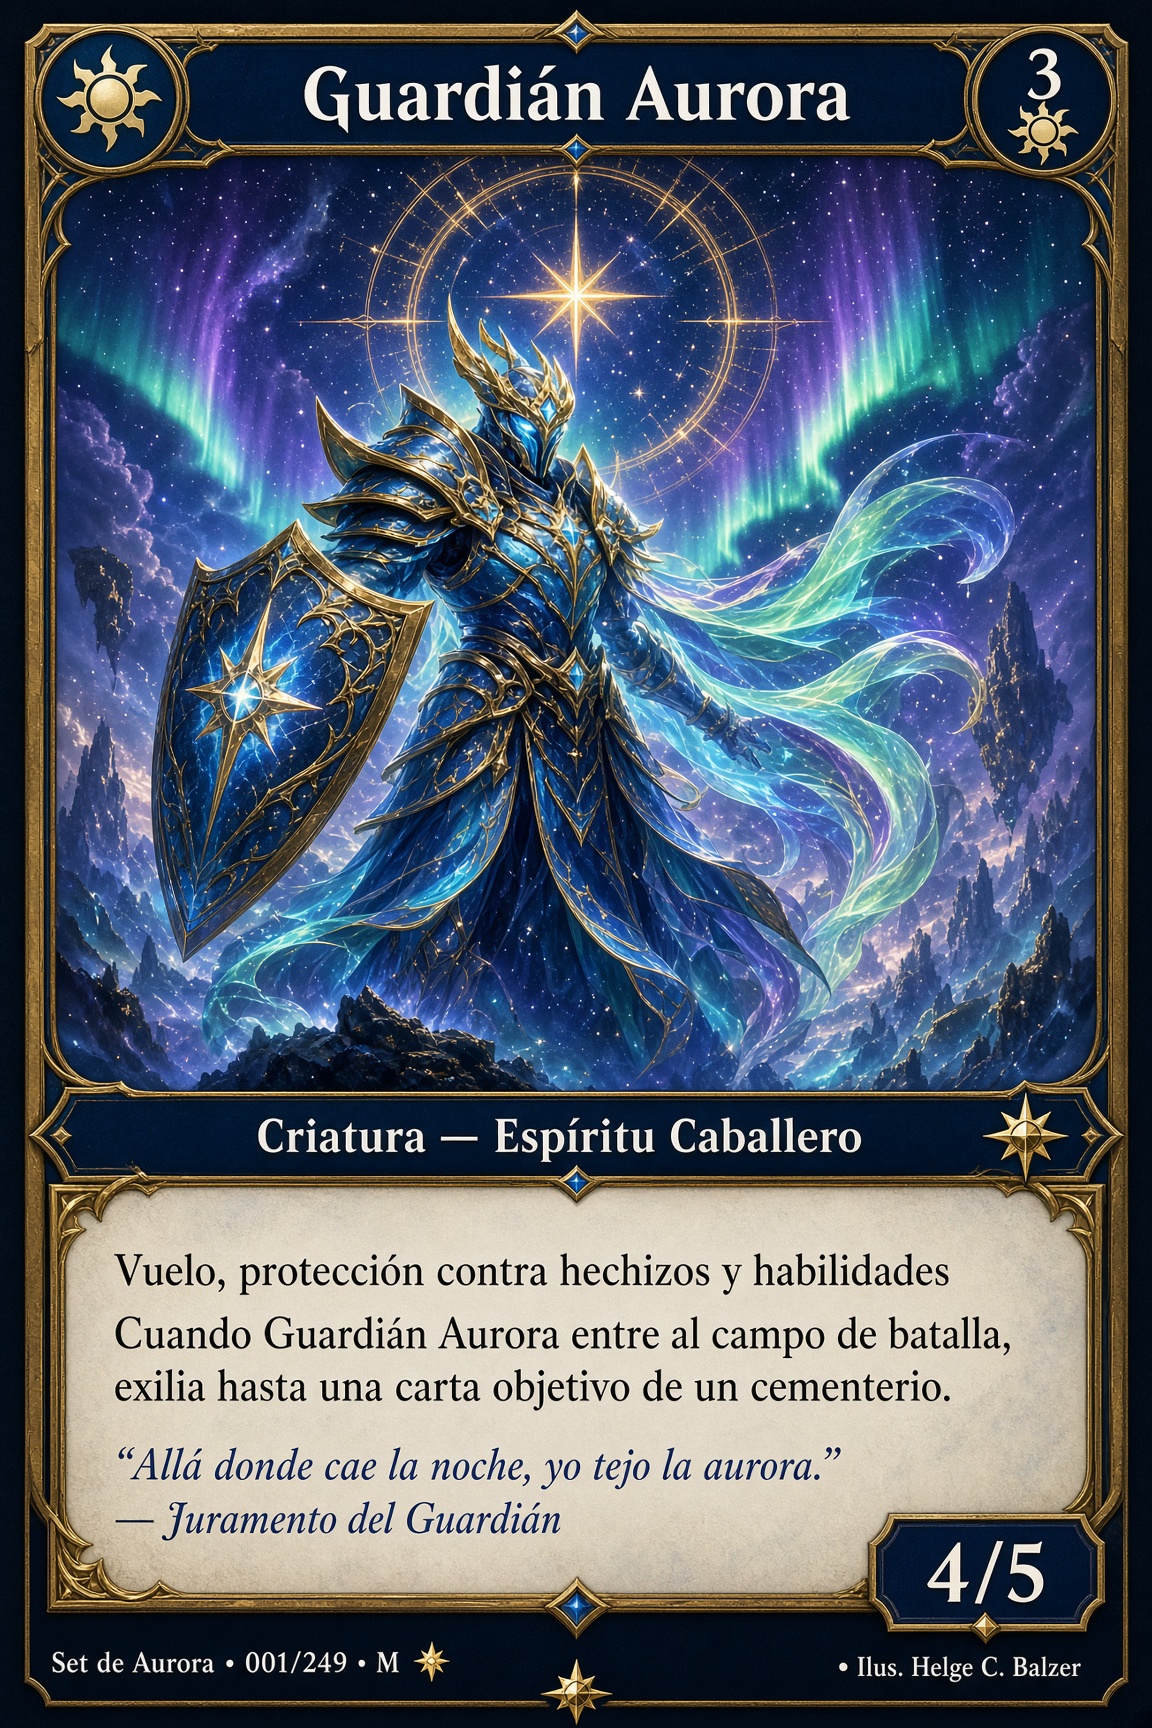 Guardián Aurora
3
Criatura — Espíritu Caballero
Vuelo, protección contra hechizos y habilidades
Cuando Guardián Aurora entre al campo de batalla,
exilia hasta una carta objetivo de un cementerio.
“Allá donde cae la noche, yo tejo la aurora.”
— Juramento del Guardián
4/5
Set de Aurora • 001/249 • M
• Ilus. Helge C. Balzer